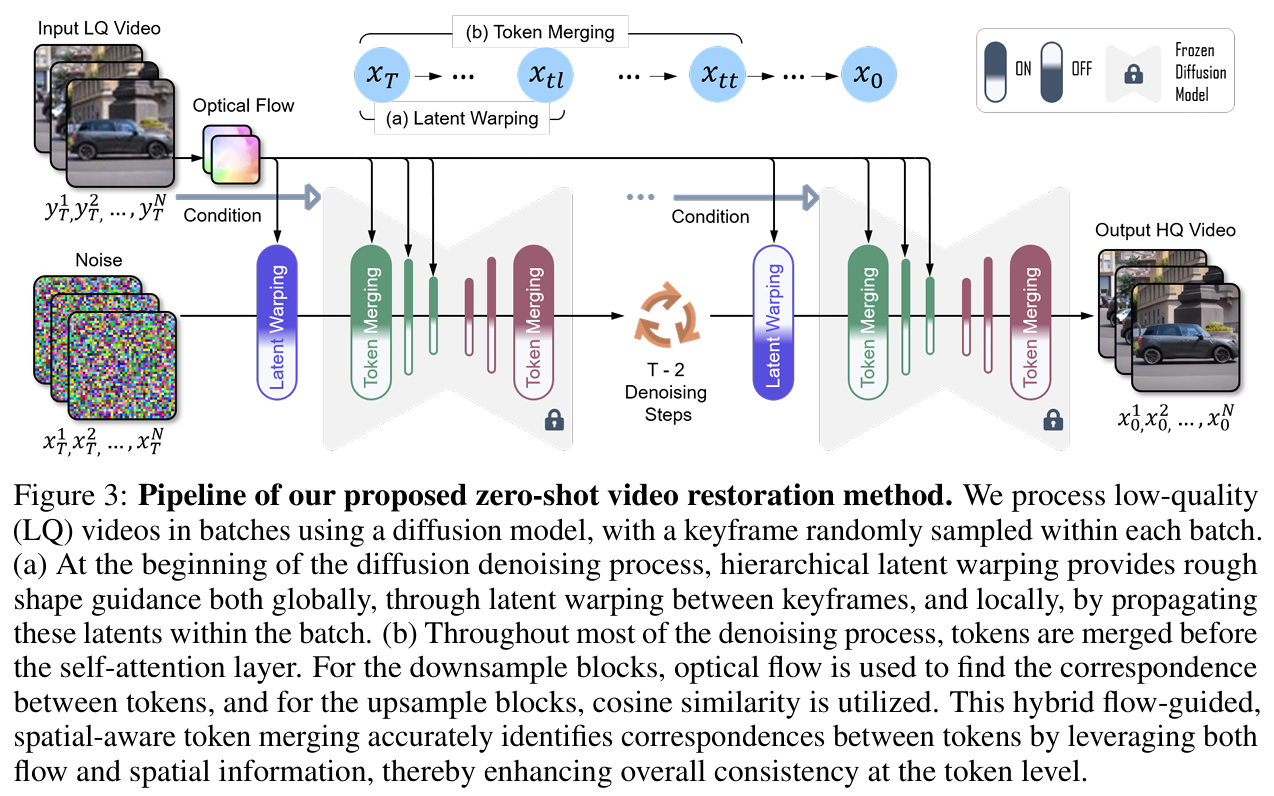 Input LQ Video
(b) Token Merging
x_T ... x_tl ... x_tt ... x_0
(a) Latent Warping
ON
OFF
Frozen
Diffusion
Model
Optical Flow
y_T^1, y_T^2, ..., y_T^N
Condition
...
Condition
Noise
Latent Warping
Token Merging
Token Merging
T - 2
Denoising
Steps
Latent Warping
Token Merging
Token Merging
Output HQ Video
x_T^1, x_T^2, ..., x_T^N
x_0^1, x_0^2, ..., x_0^N
Figure 3: Pipeline of our proposed zero-shot video restoration method. We process low-quality
(LQ) videos in batches using a diffusion model, with a keyframe randomly sampled within each batch.
(a) At the beginning of the diffusion denoising process, hierarchical latent warping provides rough
shape guidance both globally, through latent warping between keyframes, and locally, by propagating
these latents within the batch. (b) Throughout most of the denoising process, tokens are merged before
the self-attention layer. For the downsample blocks, optical flow is used to find the correspondence
between tokens, and for the upsample blocks, cosine similarity is utilized. This hybrid flow-guided,
spatial-aware token merging accurately identifies correspondences between tokens by leveraging both
flow and spatial information, thereby enhancing overall consistency at the token level.